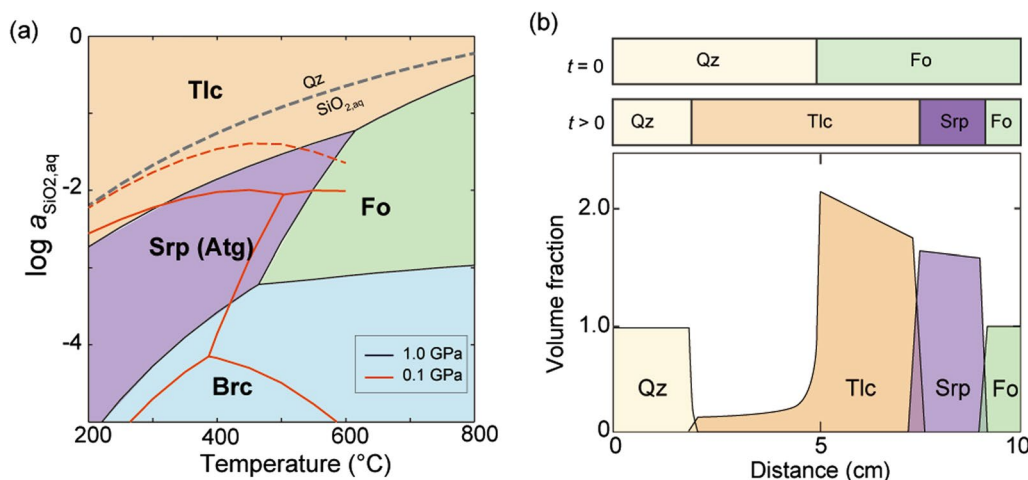 (a)
0
-2
-4
log aSiO2,aq
Tlc
Qz
SiO2,aq
Fo
Srp (Atg)
Brc
1.0 GPa
0.1 GPa
200
400
600
800
Temperature (°C)
(b)
t = 0
Qz
Fo
t > 0
Qz
Tlc
Srp
Fo
Volume fraction
2.0
1.0
0
Qz
Tlc
Srp
Fo
0
5
10
Distance (cm)